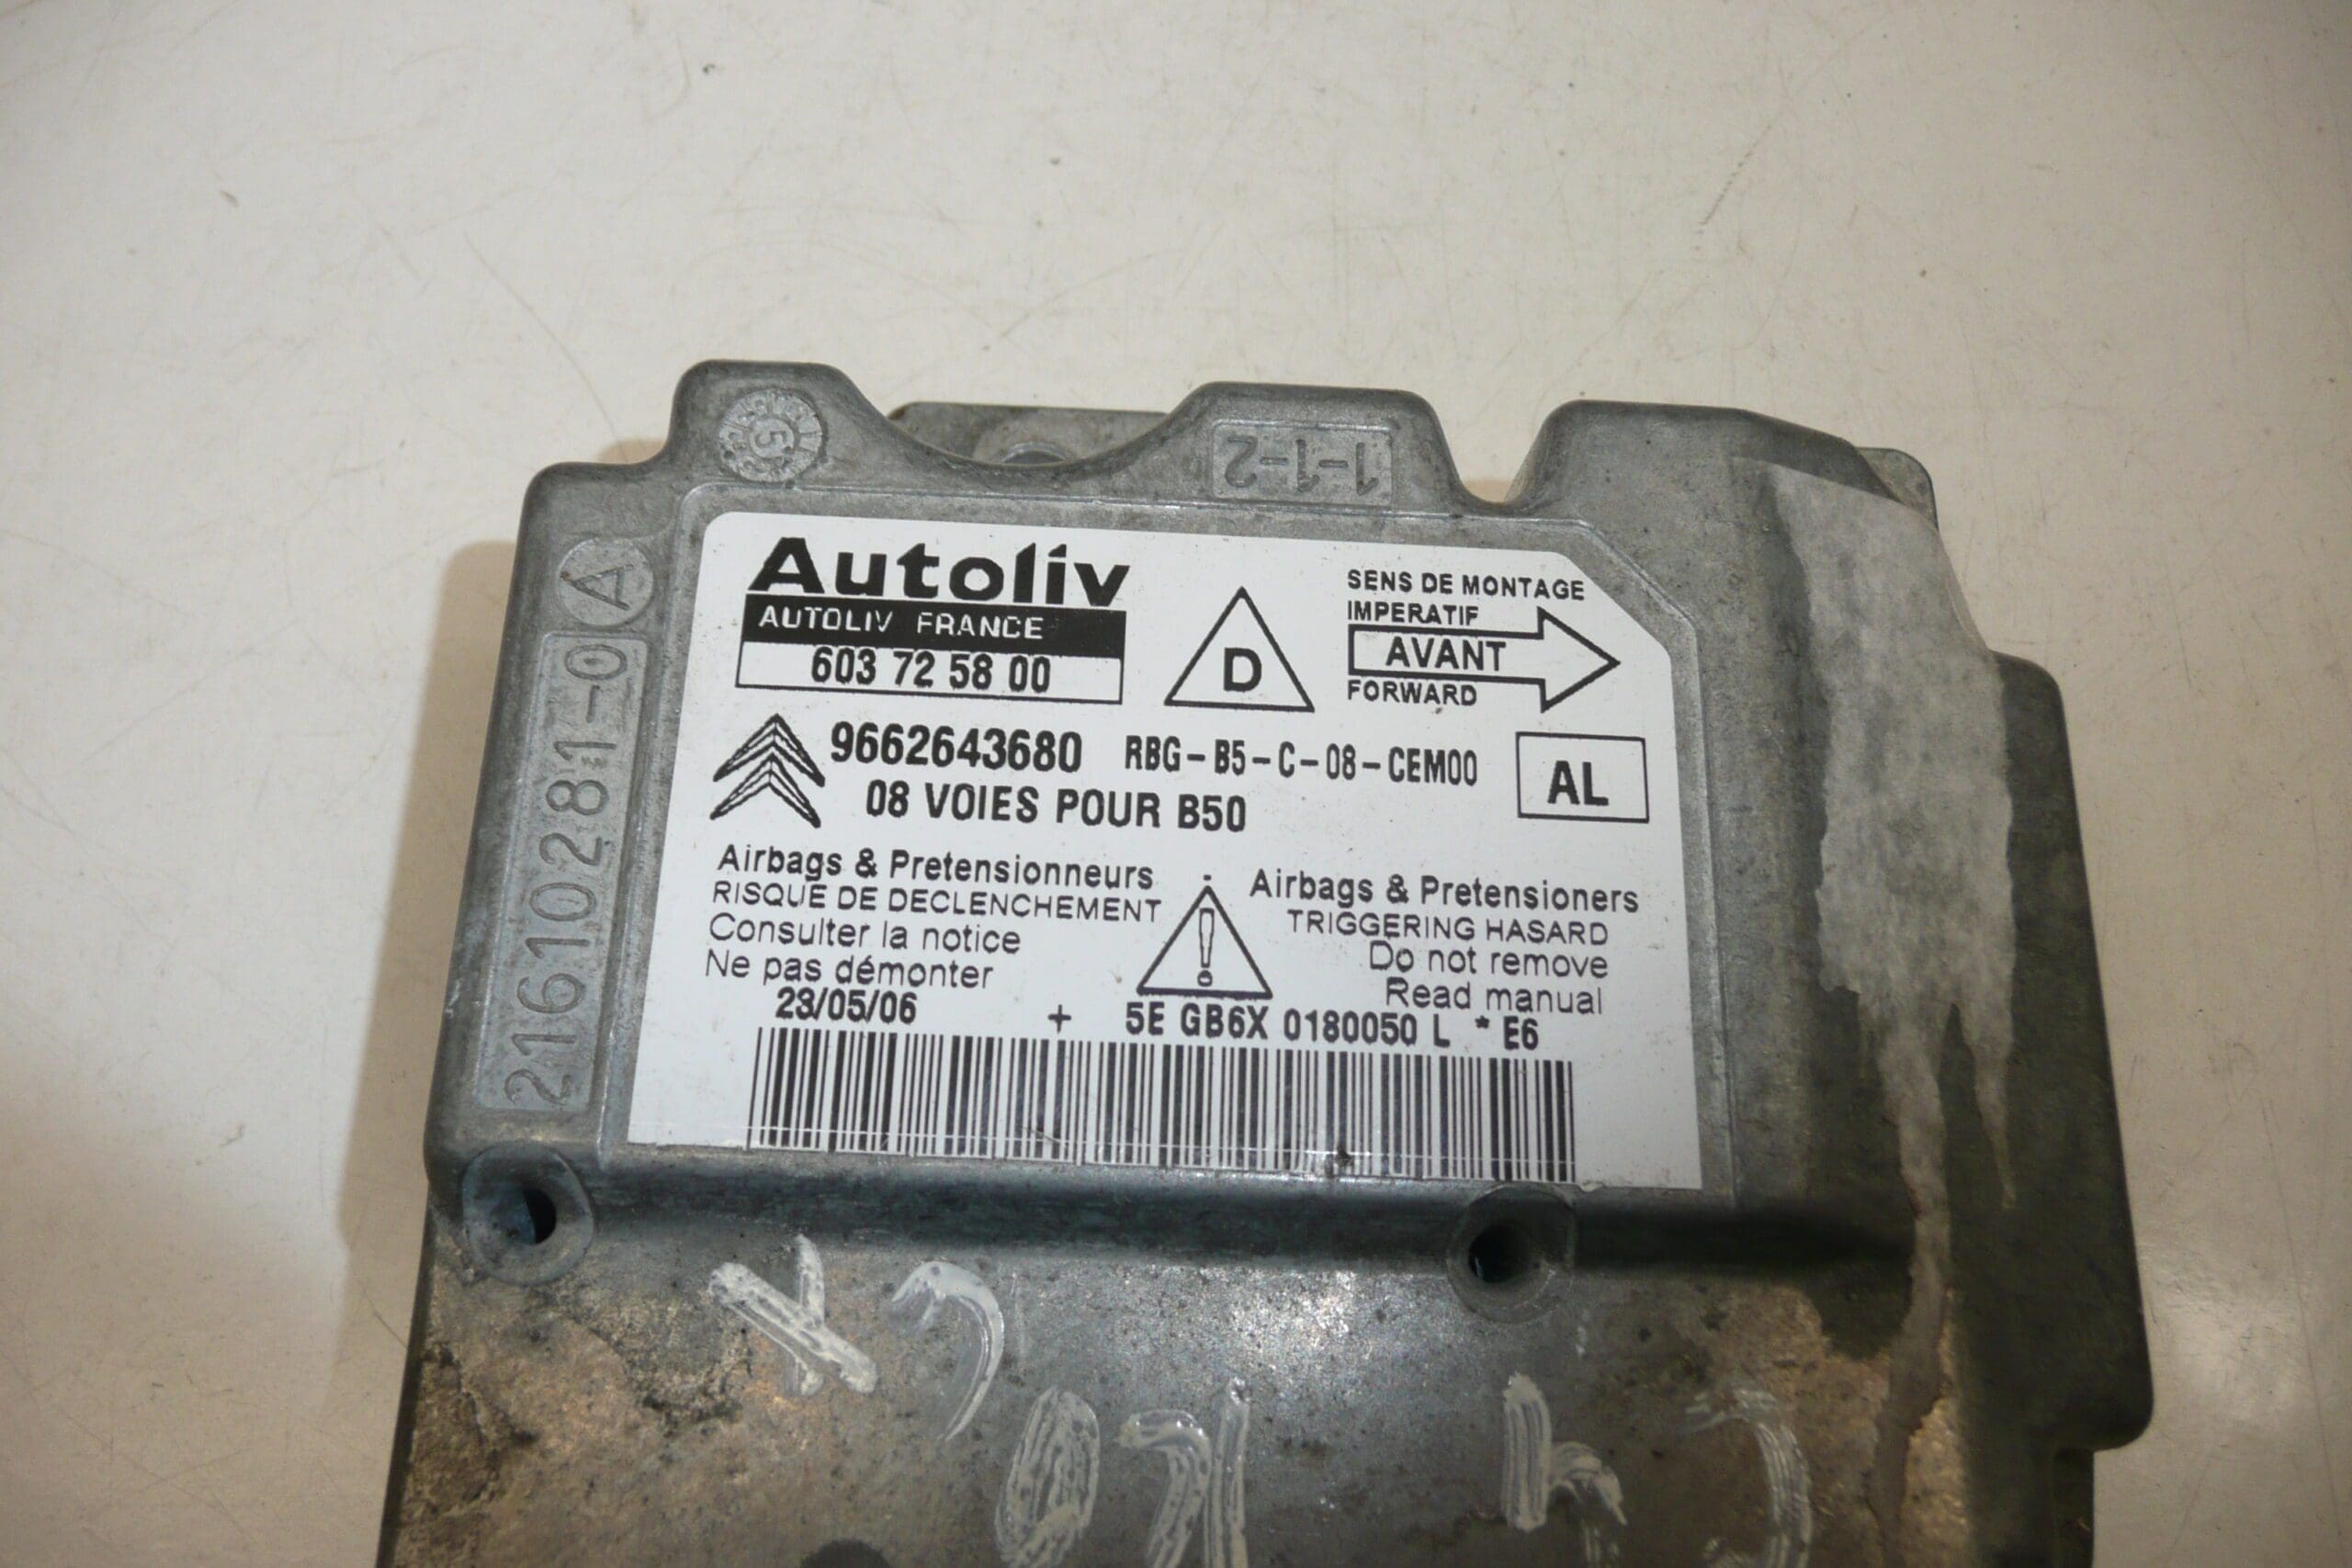 5
1-1-2
A
21610281-0
Autoliv
AUTOLIV FRANCE
603 72 58 00
D
SENS DE MONTAGE
IMPERATIF
AVANT
FORWARD
9662643680 RBG-B5-C-08-CEM00
08 VOIES POUR B50
AL
Airbags & Pretensionneurs
RISQUE DE DECLENCHEMENT
Consulter la notice
Ne pas démonter
!
Airbags & Pretensioners
TRIGGERING HASARD
Do not remove
Read manual
23/05/06 + 5E GB6X 0180050 L * E6